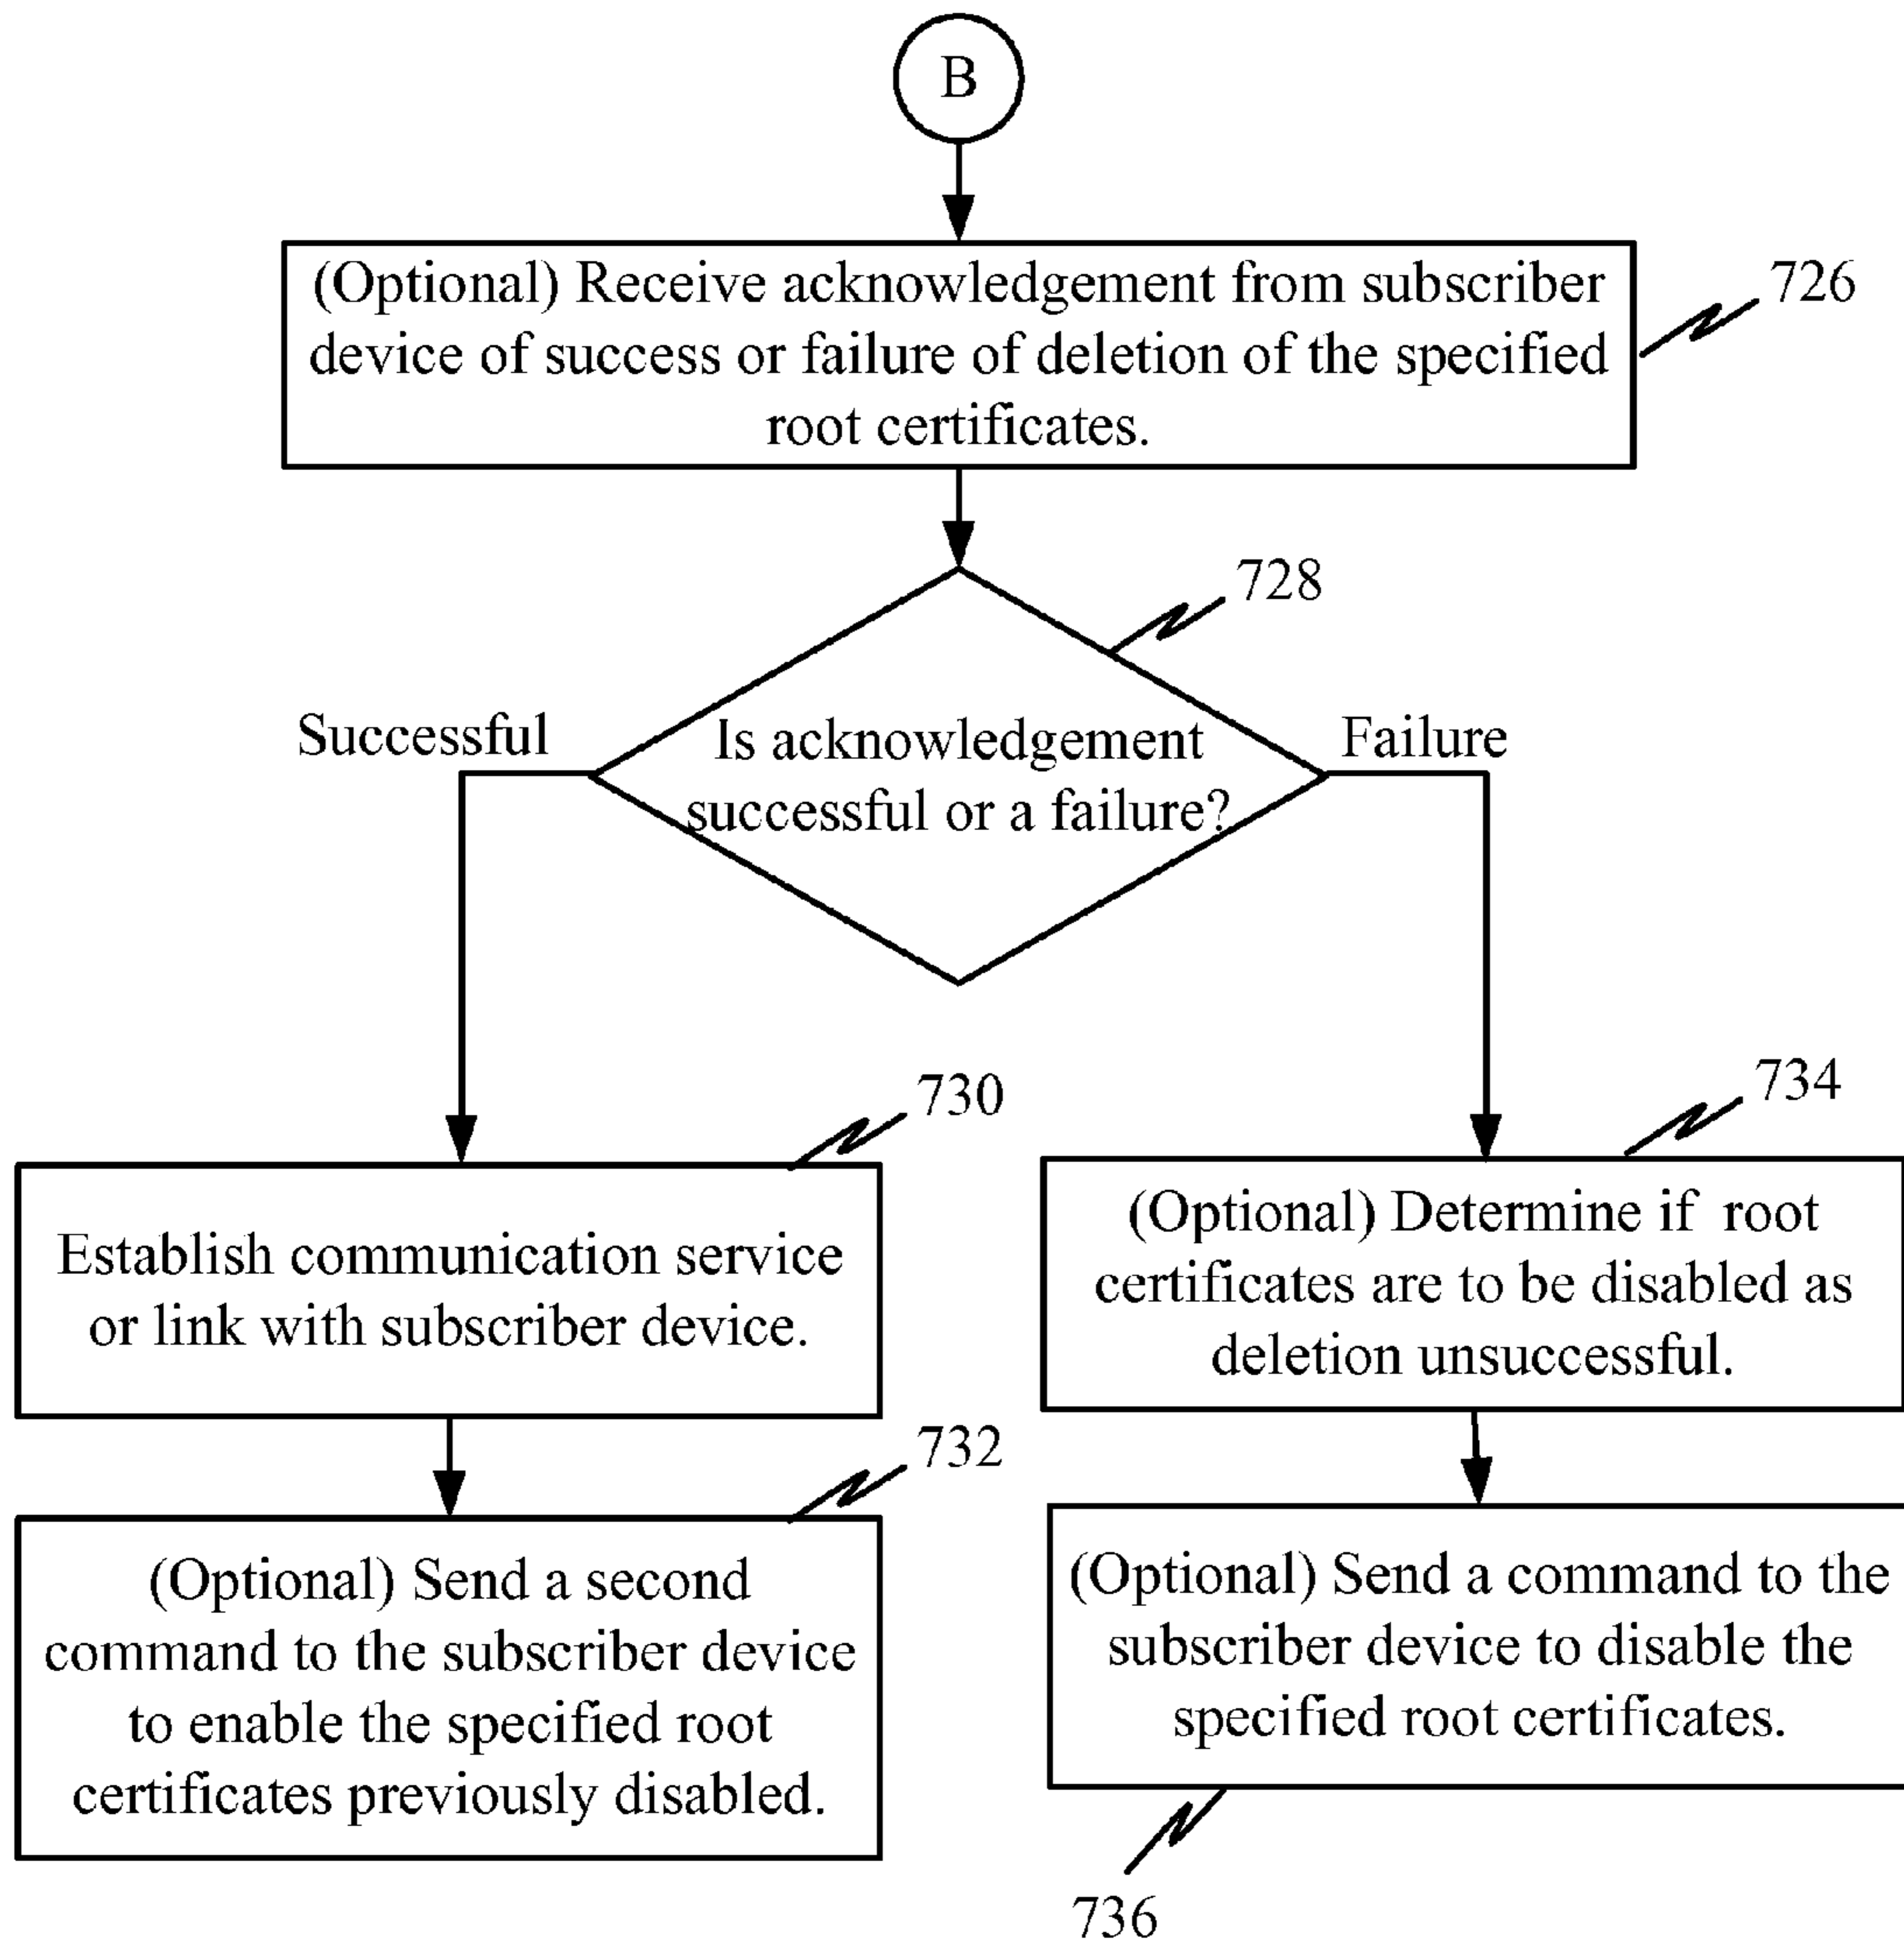 B
(Optional) Receive acknowledgement from subscriber
device of success or failure of deletion of the specified
root certificates.
726
728
Successful
Is acknowledgement
successful or a failure?
Failure
730
Establish communication service
or link with subscriber device.
734
(Optional) Determine if root
certificates are to be disabled as
deletion unsuccessful.
732
(Optional) Send a second
command to the subscriber device
to enable the specified root
certificates previously disabled.
(Optional) Send a command to the
subscriber device to disable the
specified root certificates.
736